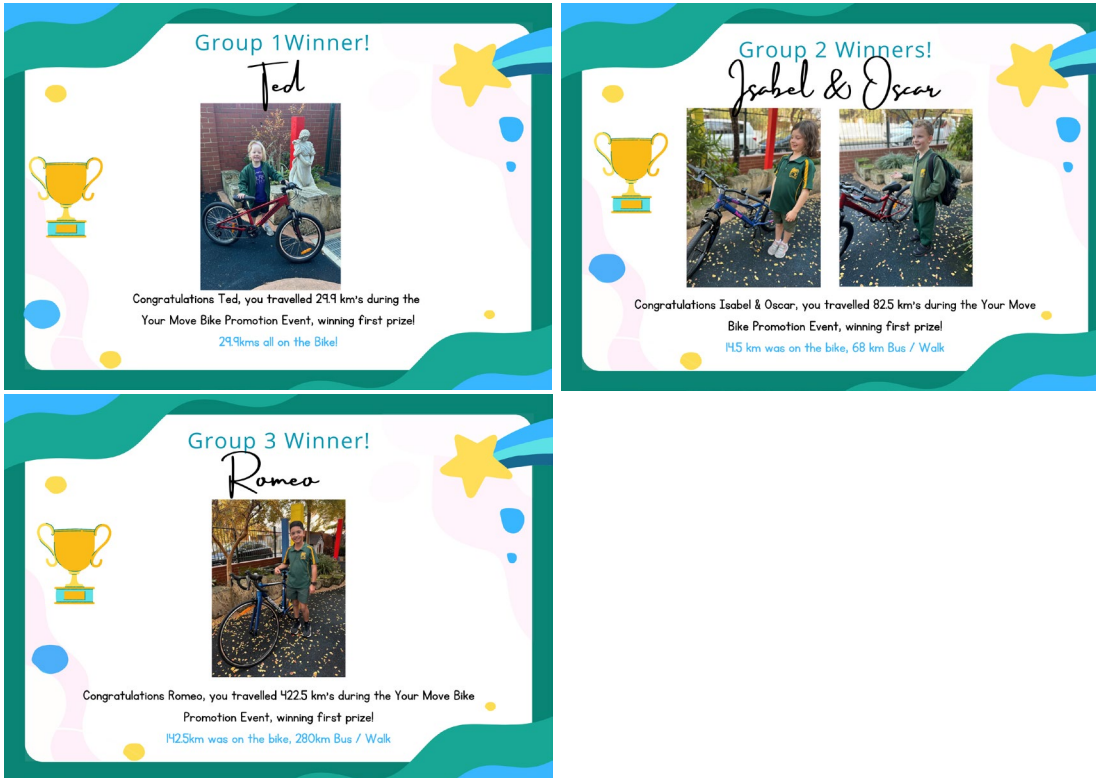 Group 1Winner!
Ted
Congratulations Ted, you travelled 29.9 km's during the
Your Move Bike Promotion Event, winning first prize!
29.9kms all on the Bike!
Group 2 Winners!
Isabel & Oscar
Congratulations Isabel & Oscar, you travelled 82.5 km's during the Your Move
Bike Promotion Event, winning first prize!
14.5 km was on the bike, 68 km Bus / Walk
Group 3 Winner!
Romeo
Congratulations Romeo, you travelled 422.5 km's during the Your Move Bike
Promotion Event, winning first prize!
142.5km was on the bike, 280km Bus / Walk